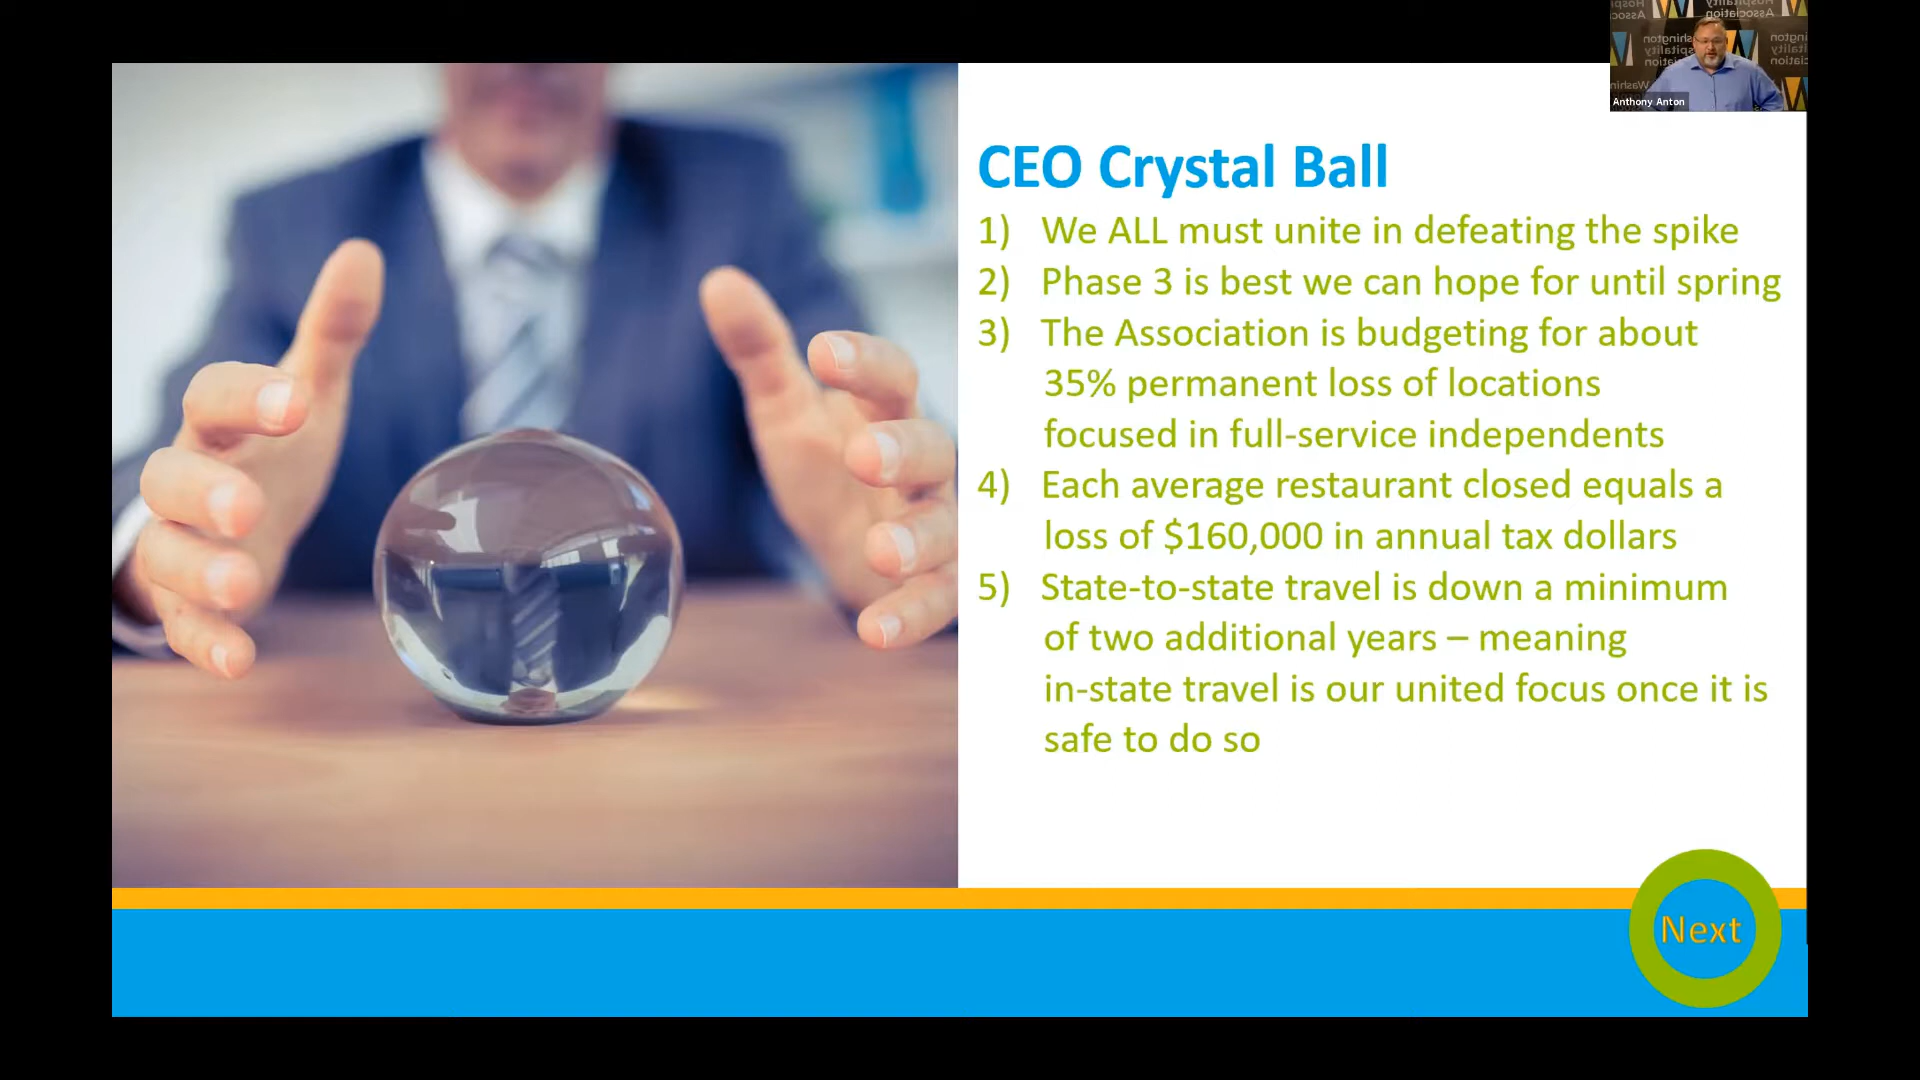 Anthony Anton
CEO Crystal Ball
1) We ALL must unite in defeating the spike
2) Phase 3 is best we can hope for until spring
3) The Association is budgeting for about
35% permanent loss of locations
focused in full-service independents
4) Each average restaurant closed equals a
loss of $160,000 in annual tax dollars
5) State-to-state travel is down a minimum
of two additional years – meaning
in-state travel is our united focus once it is
safe to do so
Next